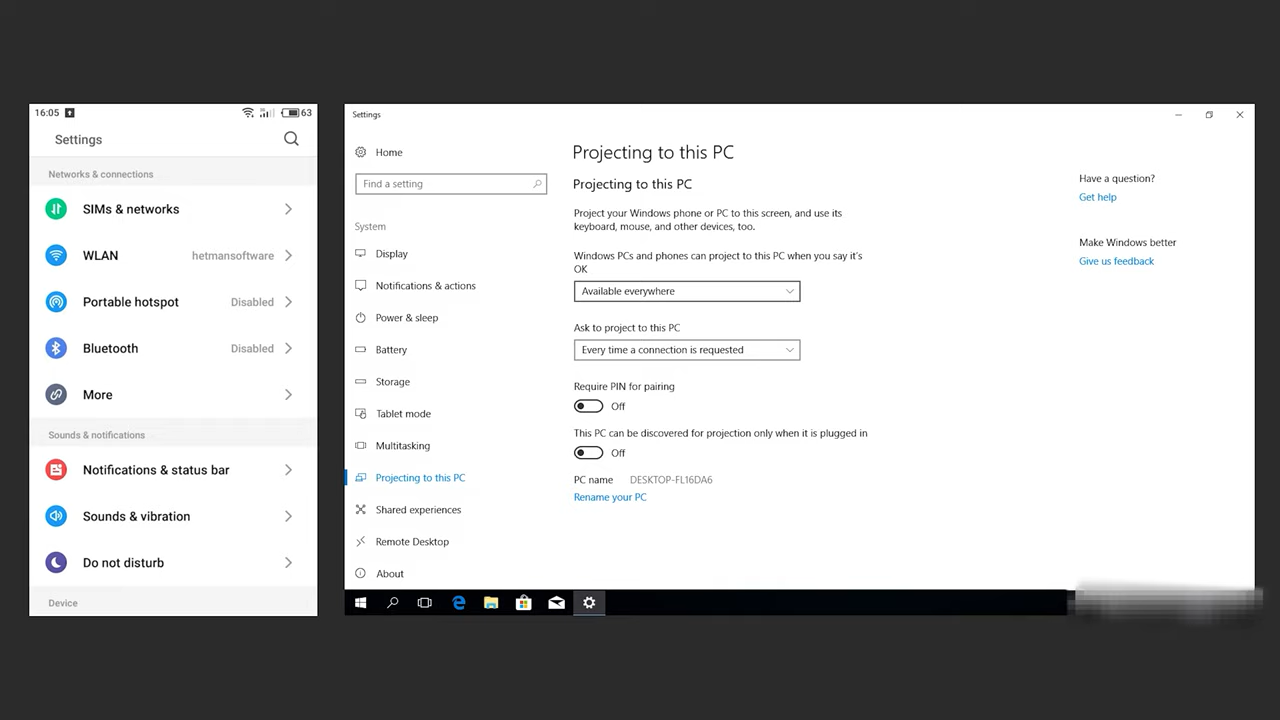 16:05
63
Settings
Networks & connections
SIMs & networks
WLAN hetmansoftware
Portable hotspot Disabled
Bluetooth Disabled
More
Sounds & notifications
Notifications & status bar
Sounds & vibration
Do not disturb
Device
Settings
Home
Find a setting
System
Display
Notifications & actions
Power & sleep
Battery
Storage
Tablet mode
Multitasking
Projecting to this PC
Shared experiences
Remote Desktop
About
Projecting to this PC
Projecting to this PC
Project your Windows phone or PC to this screen, and use its
keyboard, mouse, and other devices, too.
Windows PCs and phones can project to this PC when you say it's
OK
Available everywhere
Ask to project to this PC
Every time a connection is requested
Require PIN for pairing
Off
This PC can be discovered for projection only when it is plugged in
Off
PC name DESKTOP-FL16DA6
Rename your PC
Have a question?
Get help
Make Windows better
Give us feedback